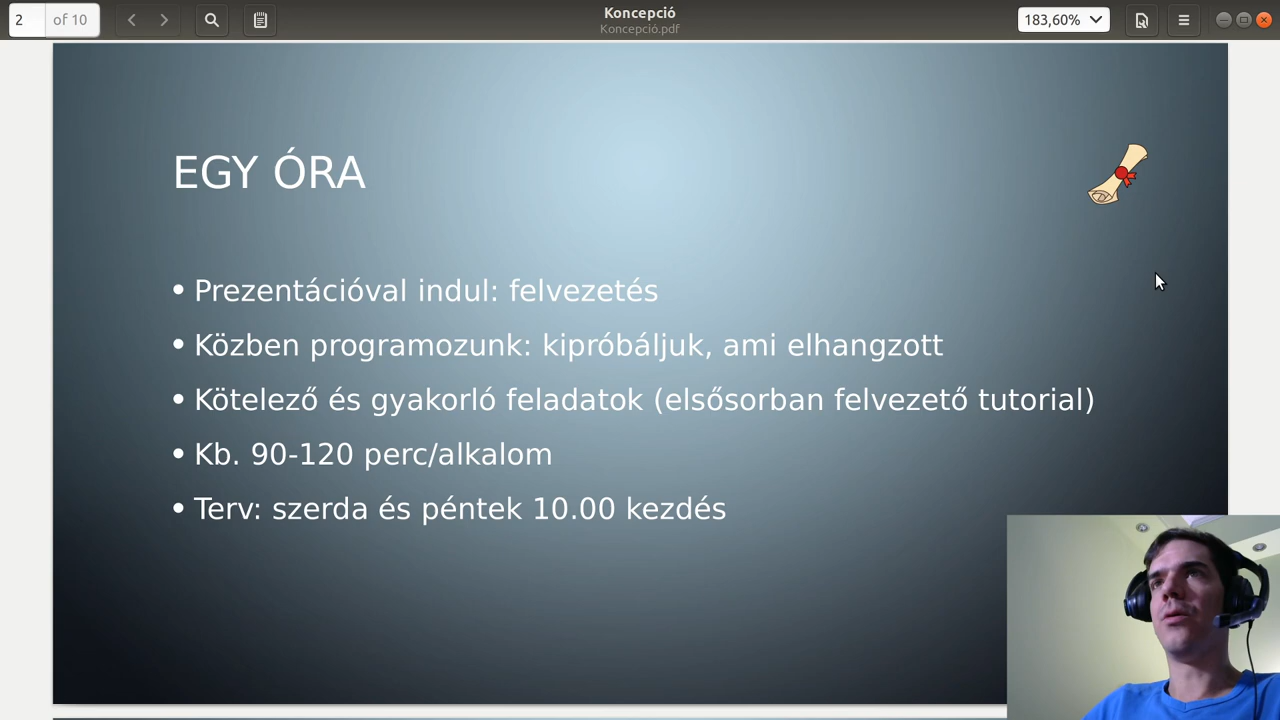 2
of 10
Koncepció
Koncepció.pdf
183,60%
EGY ÓRA
• Prezentációval indul: felvezetés
• Közben programozunk: kipróbáljuk, ami elhangzott
• Kötelező és gyakorló feladatok (elsősorban felvezető tutorial)
• Kb. 90-120 perc/alkalom
• Terv: szerda és péntek 10.00 kezdés